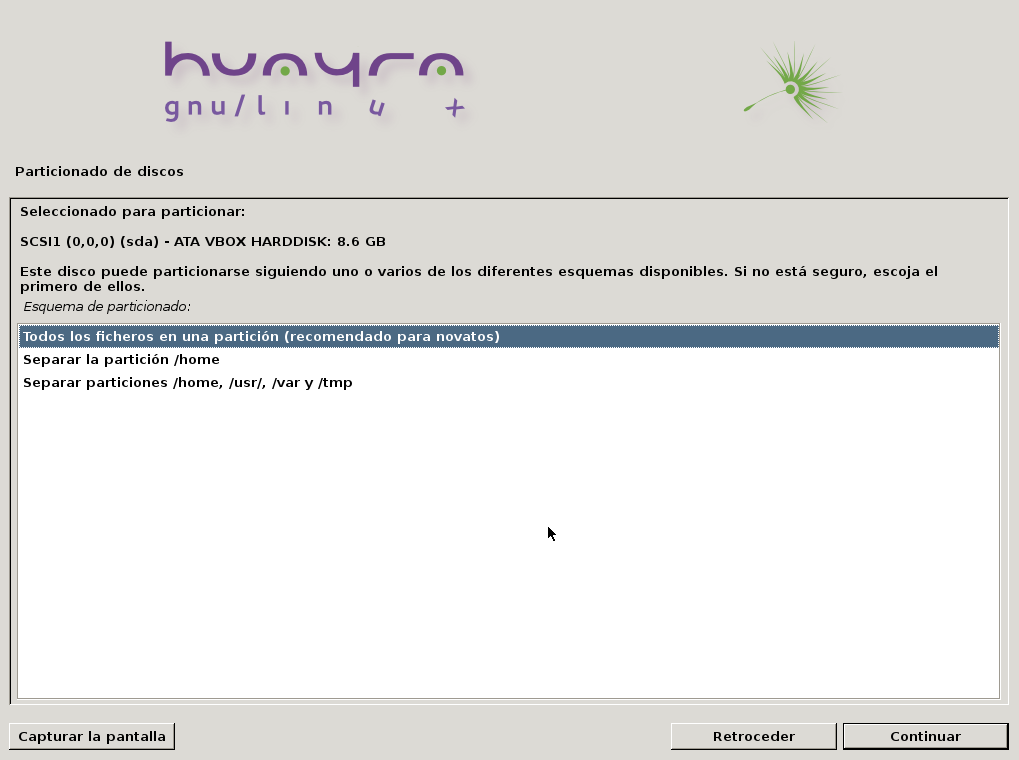 huayra
gnu/linux
Particionado de discos
Seleccionado para particionar:
SCSI1 (0,0,0) (sda) - ATA VBOX HARDDISK: 8.6 GB
Este disco puede particionarse siguiendo uno o varios de los diferentes esquemas disponibles. Si no está seguro, escoja el
primero de ellos.
Esquema de particionado:
Todos los ficheros en una partición (recomendado para novatos)
Separar la partición /home
Separar particiones /home, /usr/, /var y /tmp
Capturar la pantalla
Retroceder
Continuar